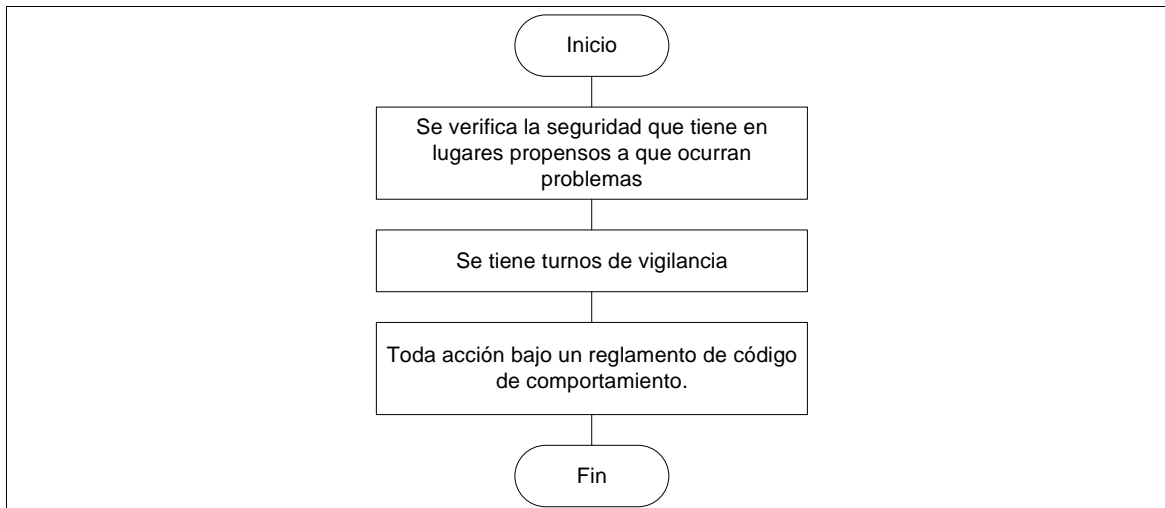 Inicio
Se verifica la seguridad que tiene en
lugares propensos a que ocurran
problemas
Se tiene turnos de vigilancia
Toda acción bajo un reglamento de código
de comportamiento.
Fin